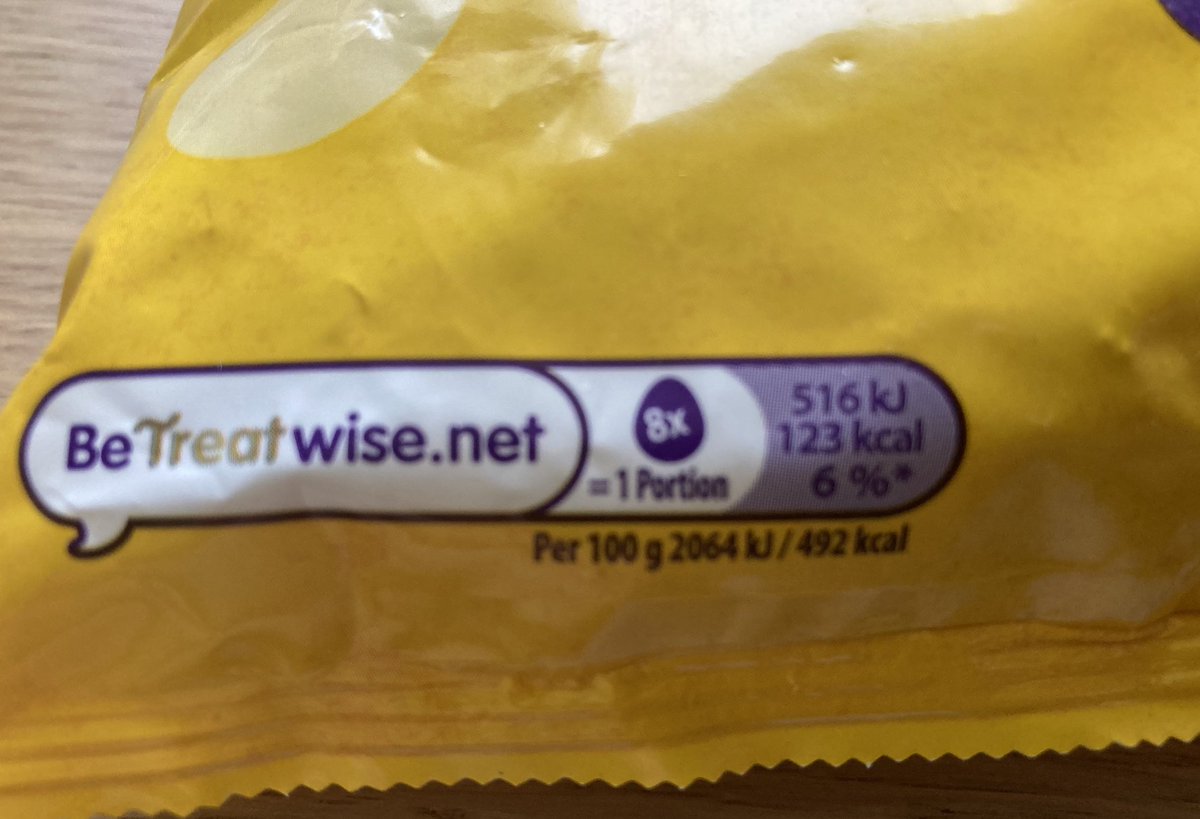 BeTreatwise.net
8x
= 1 Portion
516 kJ
123 kcal
6 %*
Per 100 g 2064 kJ / 492 kcal